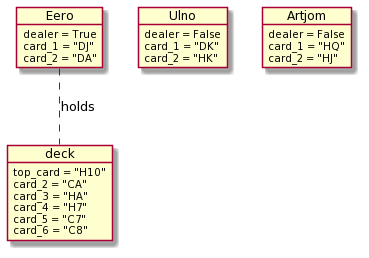 Eero
dealer = True
card_1 = "DJ"
card_2 = "DA"
Ulno
dealer = False
card_1 = "DK"
card_2 = "HK"
Artjom
dealer = False
card_1 = "HQ"
card_2 = "HJ"
holds
deck
top_card = "H10"
card_2 = "CA"
card_3 = "HA"
card_4 = "H7"
card_5 = "C7"
card_6 = "C8"